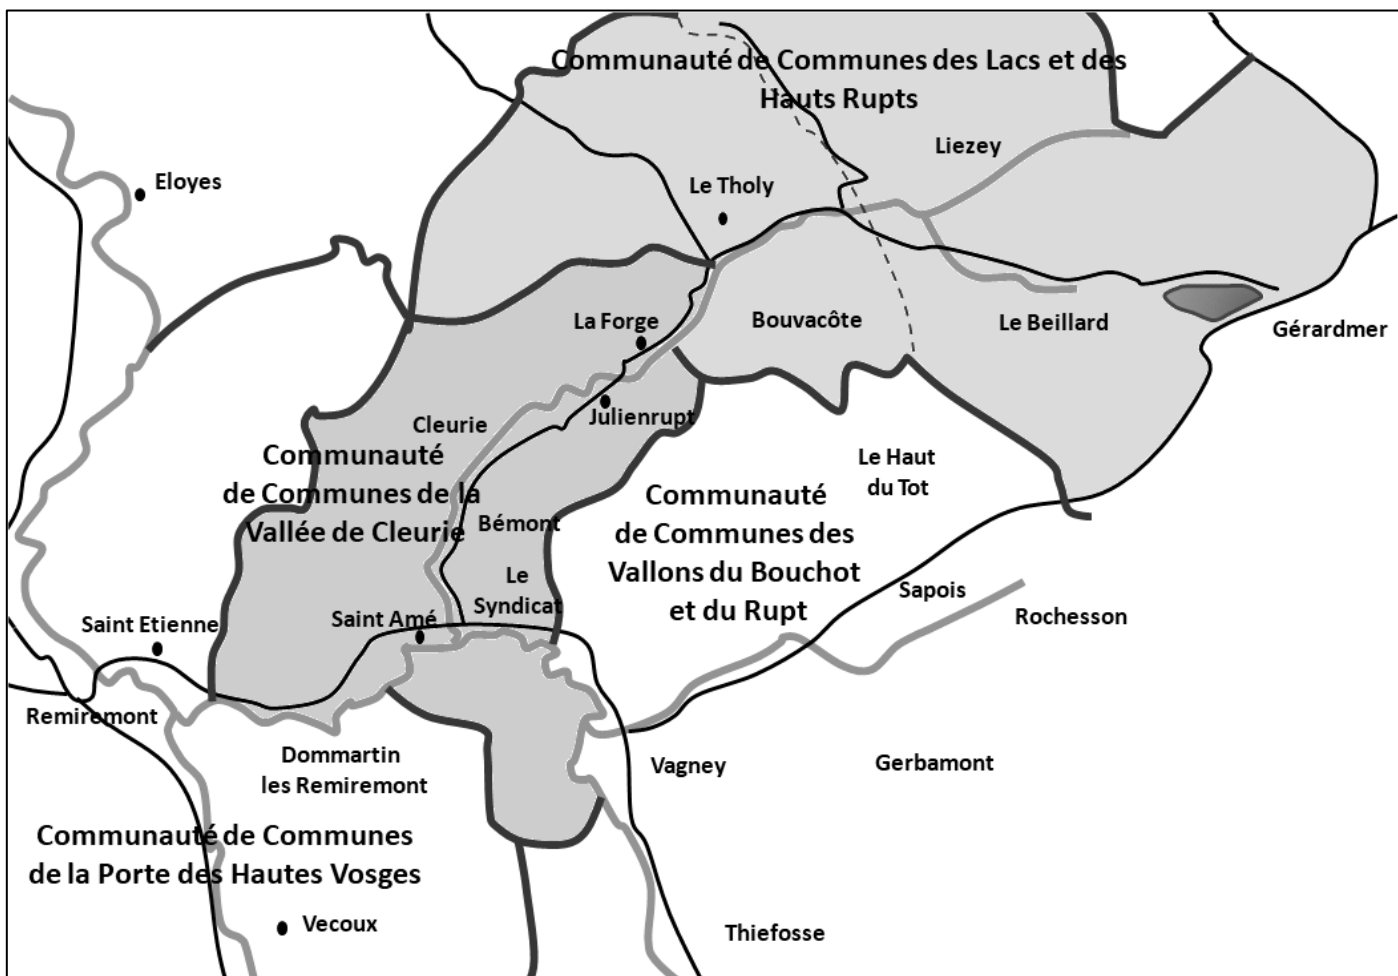 Communauté de Communes des Lacs et des
Hauts Rupts
Liezey
Eloyes
Le Tholy
La Forge
Bouvacôte
Le Beillard
Gérardmer
Cleurie
Julienrupt
Communauté
de Communes de la
Vallée de Cleurie
Le Haut
du Tot
Communauté
de Communes des
Vallons du Bouchot
et du Rupt
Bémont
Le
Syndicat
Sapois
Rochesson
Saint Etienne
Saint Amé
Remiremont
Dommartin
les Remiremont
Vagney
Gerbamont
Communauté de Communes
de la Porte des Hautes Vosges
Vecoux
Thiefosse